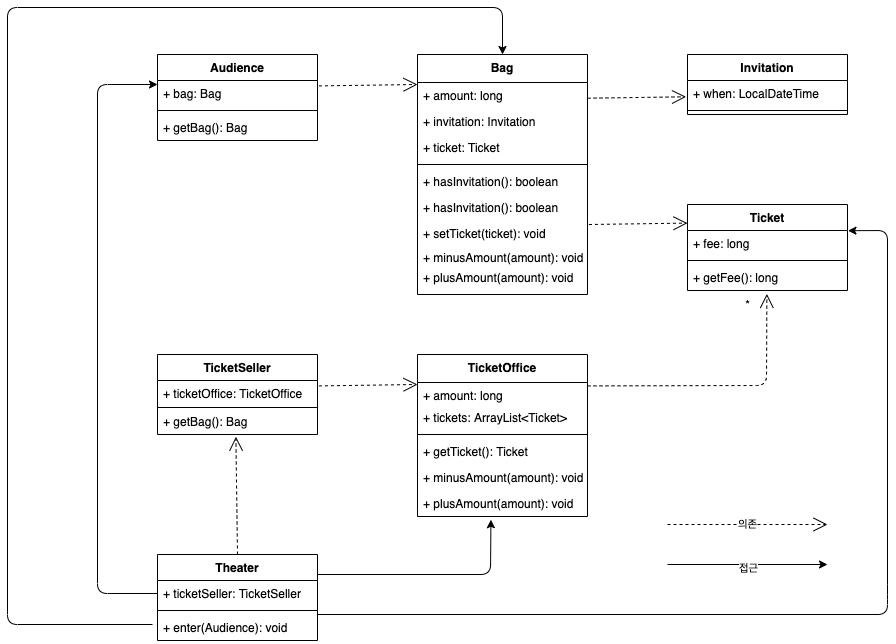 Audience
+ bag: Bag
+ getBag(): Bag
Bag
+ amount: long
+ invitation: Invitation
+ ticket: Ticket
+ hasInvitation(): boolean
+ hasInvitation(): boolean
+ setTicket(ticket): void
+ minusAmount(amount): void
+ plusAmount(amount): void
Invitation
+ when: LocalDateTime
Ticket
+ fee: long
+ getFee(): long
*
TicketSeller
+ ticketOffice: TicketOffice
+ getBag(): Bag
TicketOffice
+ amount: long
+ tickets: ArrayList<Ticket>
+ getTicket(): Ticket
+ minusAmount(amount): void
+ plusAmount(amount): void
Theater
+ ticketSeller: TicketSeller
+ enter(Audience): void
의존
접근